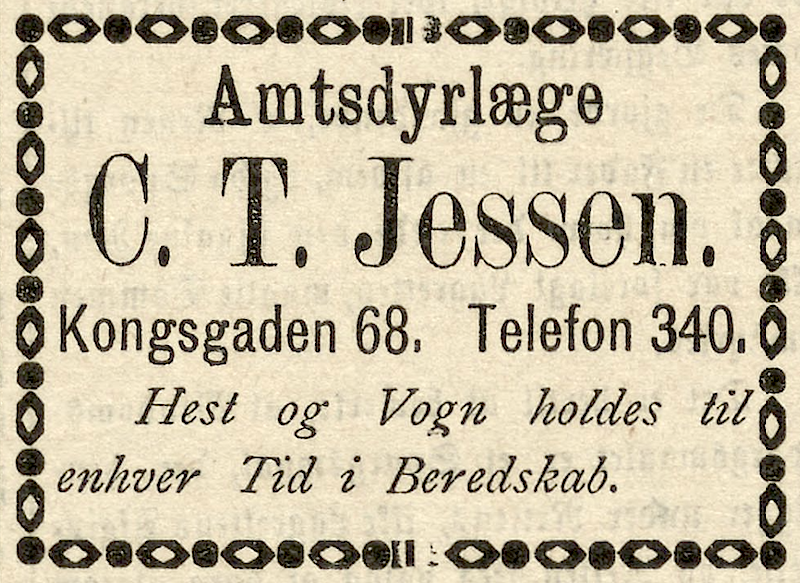 Amtsdyrlæge
C. T. Jessen.
Kongsgaden 68. Telefon 340.
Hest og Vogn holdes til
enhver Tid i Beredskab.